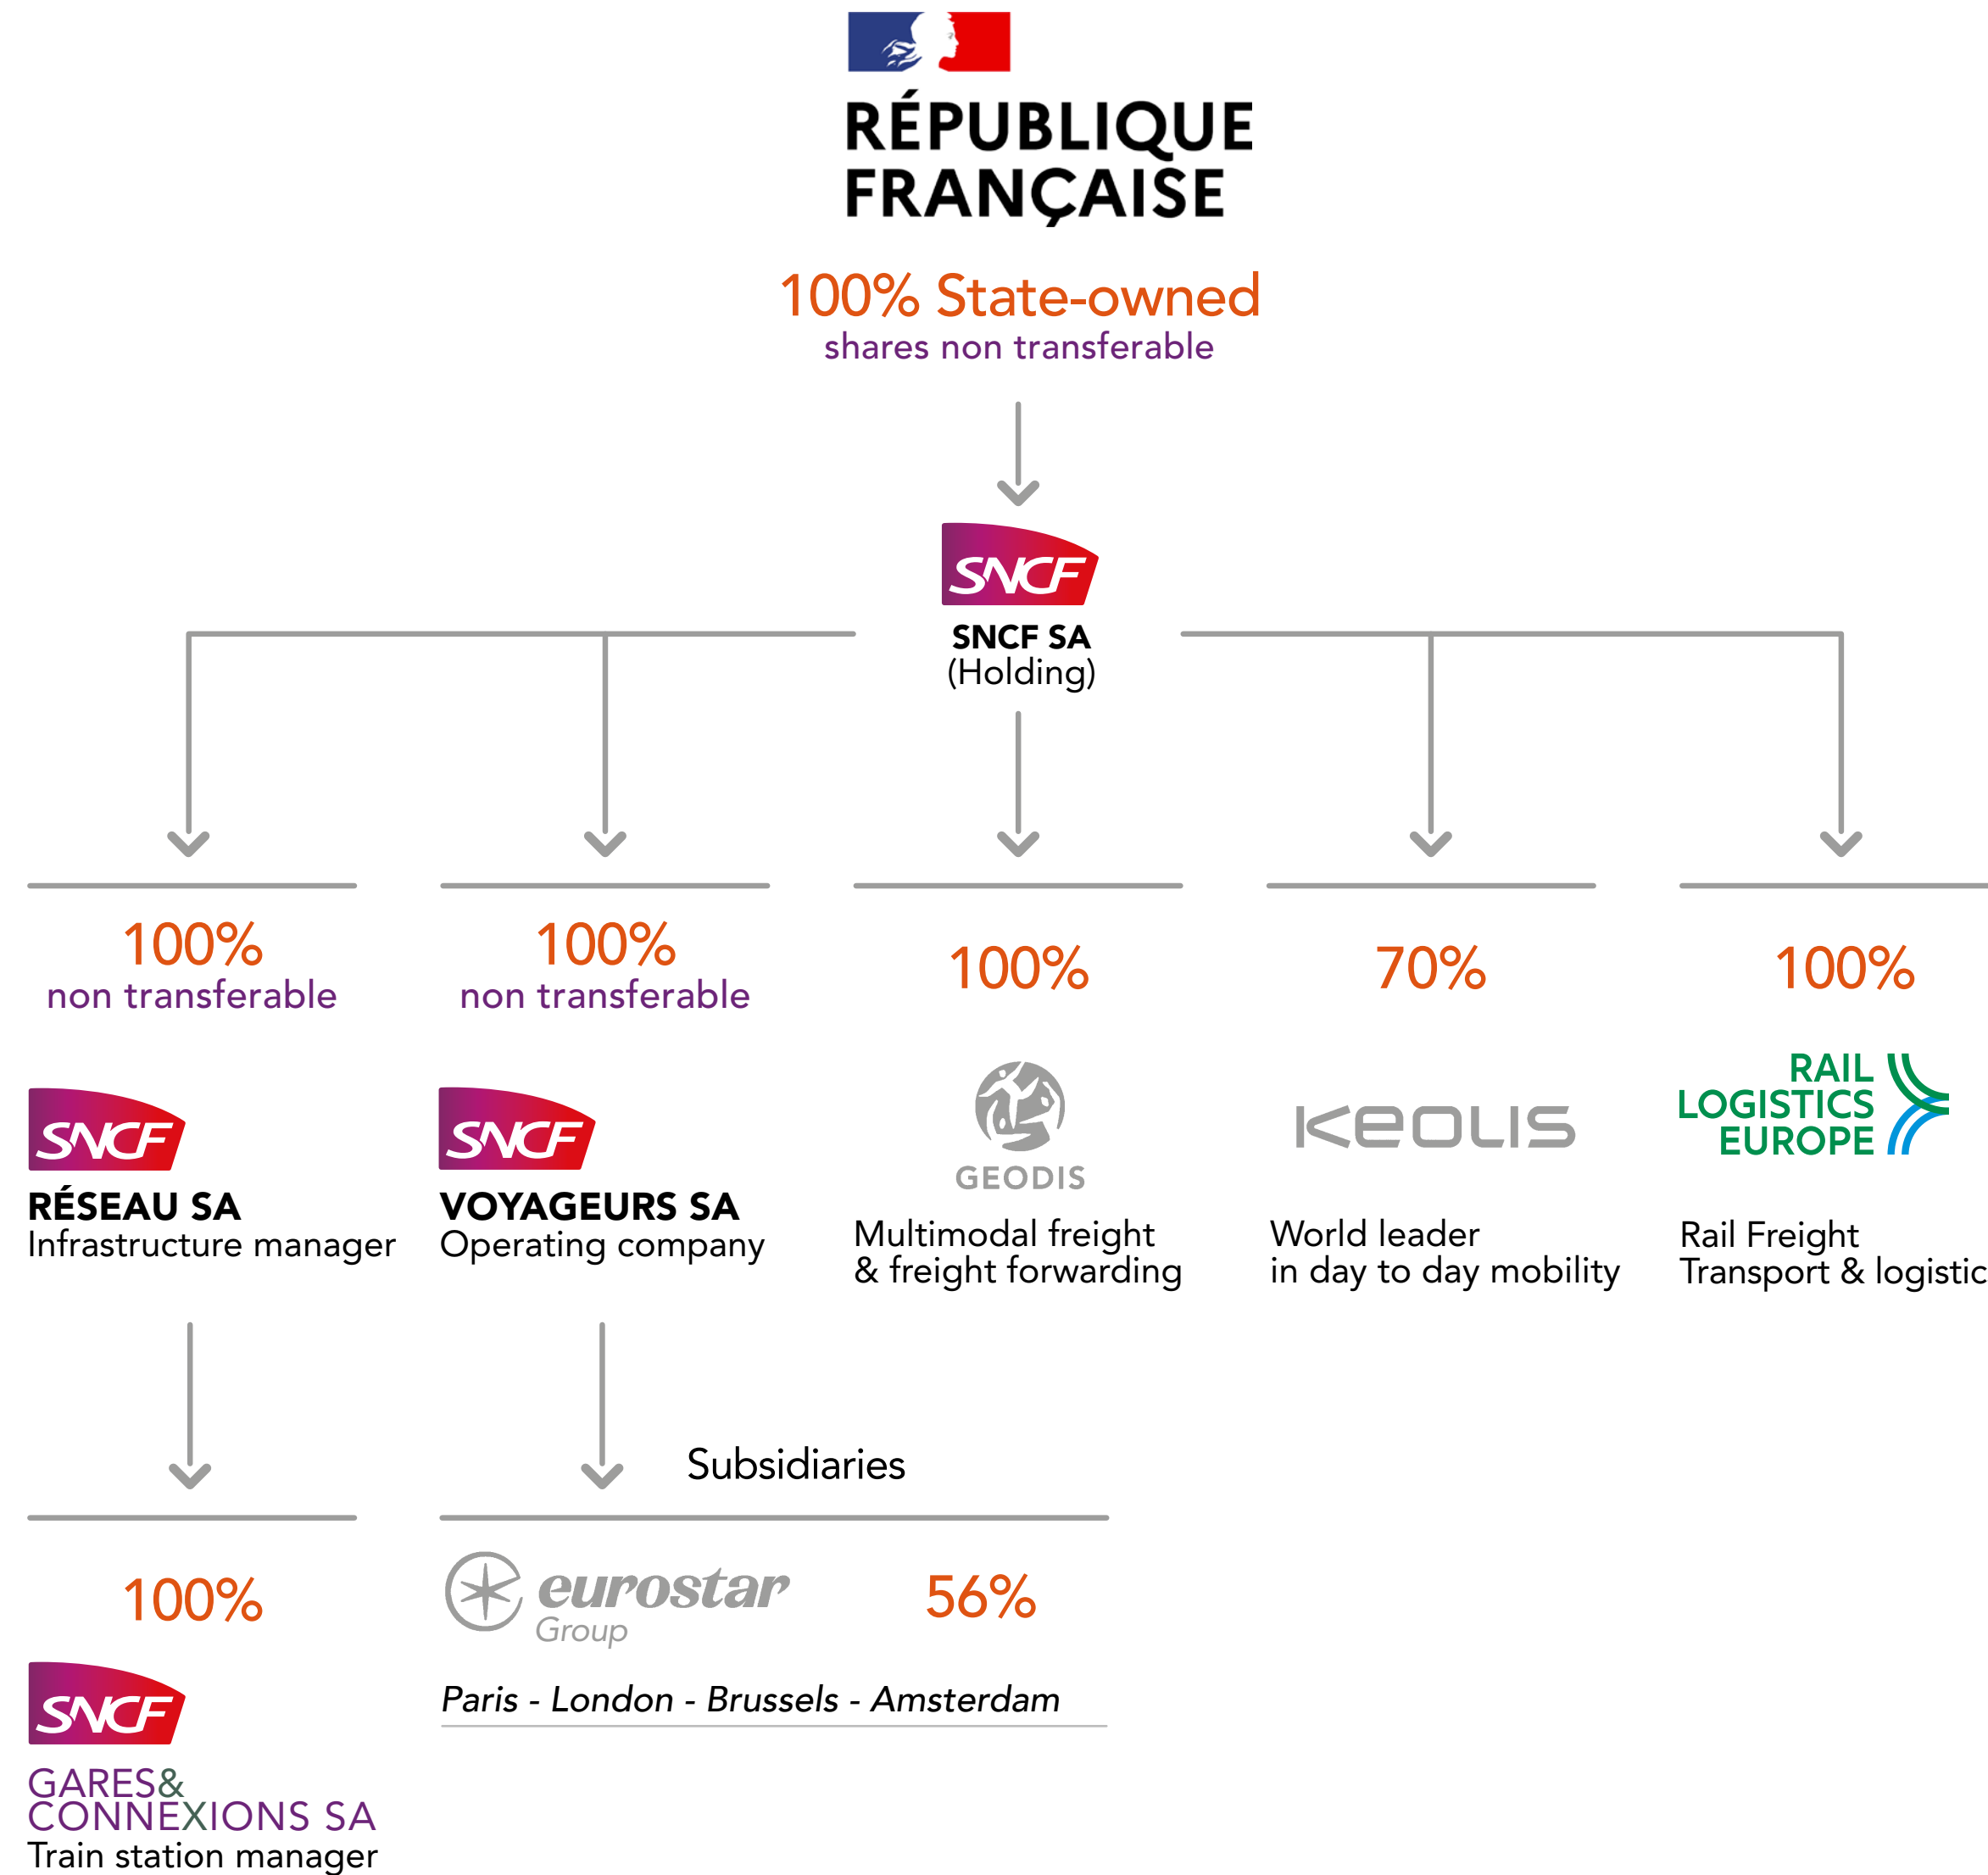 RÉPUBLIQUE
FRANÇAISE
100% State-owned
shares non transferable
SNCF
SNCF SA
(Holding)
100%
non transferable
SNCF
RÉSEAU SA
Infrastructure manager
100%
non transferable
SNCF
VOYAGEURS SA
Operating company
100%
GEODIS
Multimodal freight
& freight forwarding
70%
KEOLIS
World leader
in day to day mobility
100%
RAIL
LOGISTICS
EUROPE
Rail Freight
Transport & logistic
100%
SNCF
GARES&
CONNEXIONS SA
Train station manager
Subsidiaries
eurostar
Group
56%
Paris - London - Brussels - Amsterdam